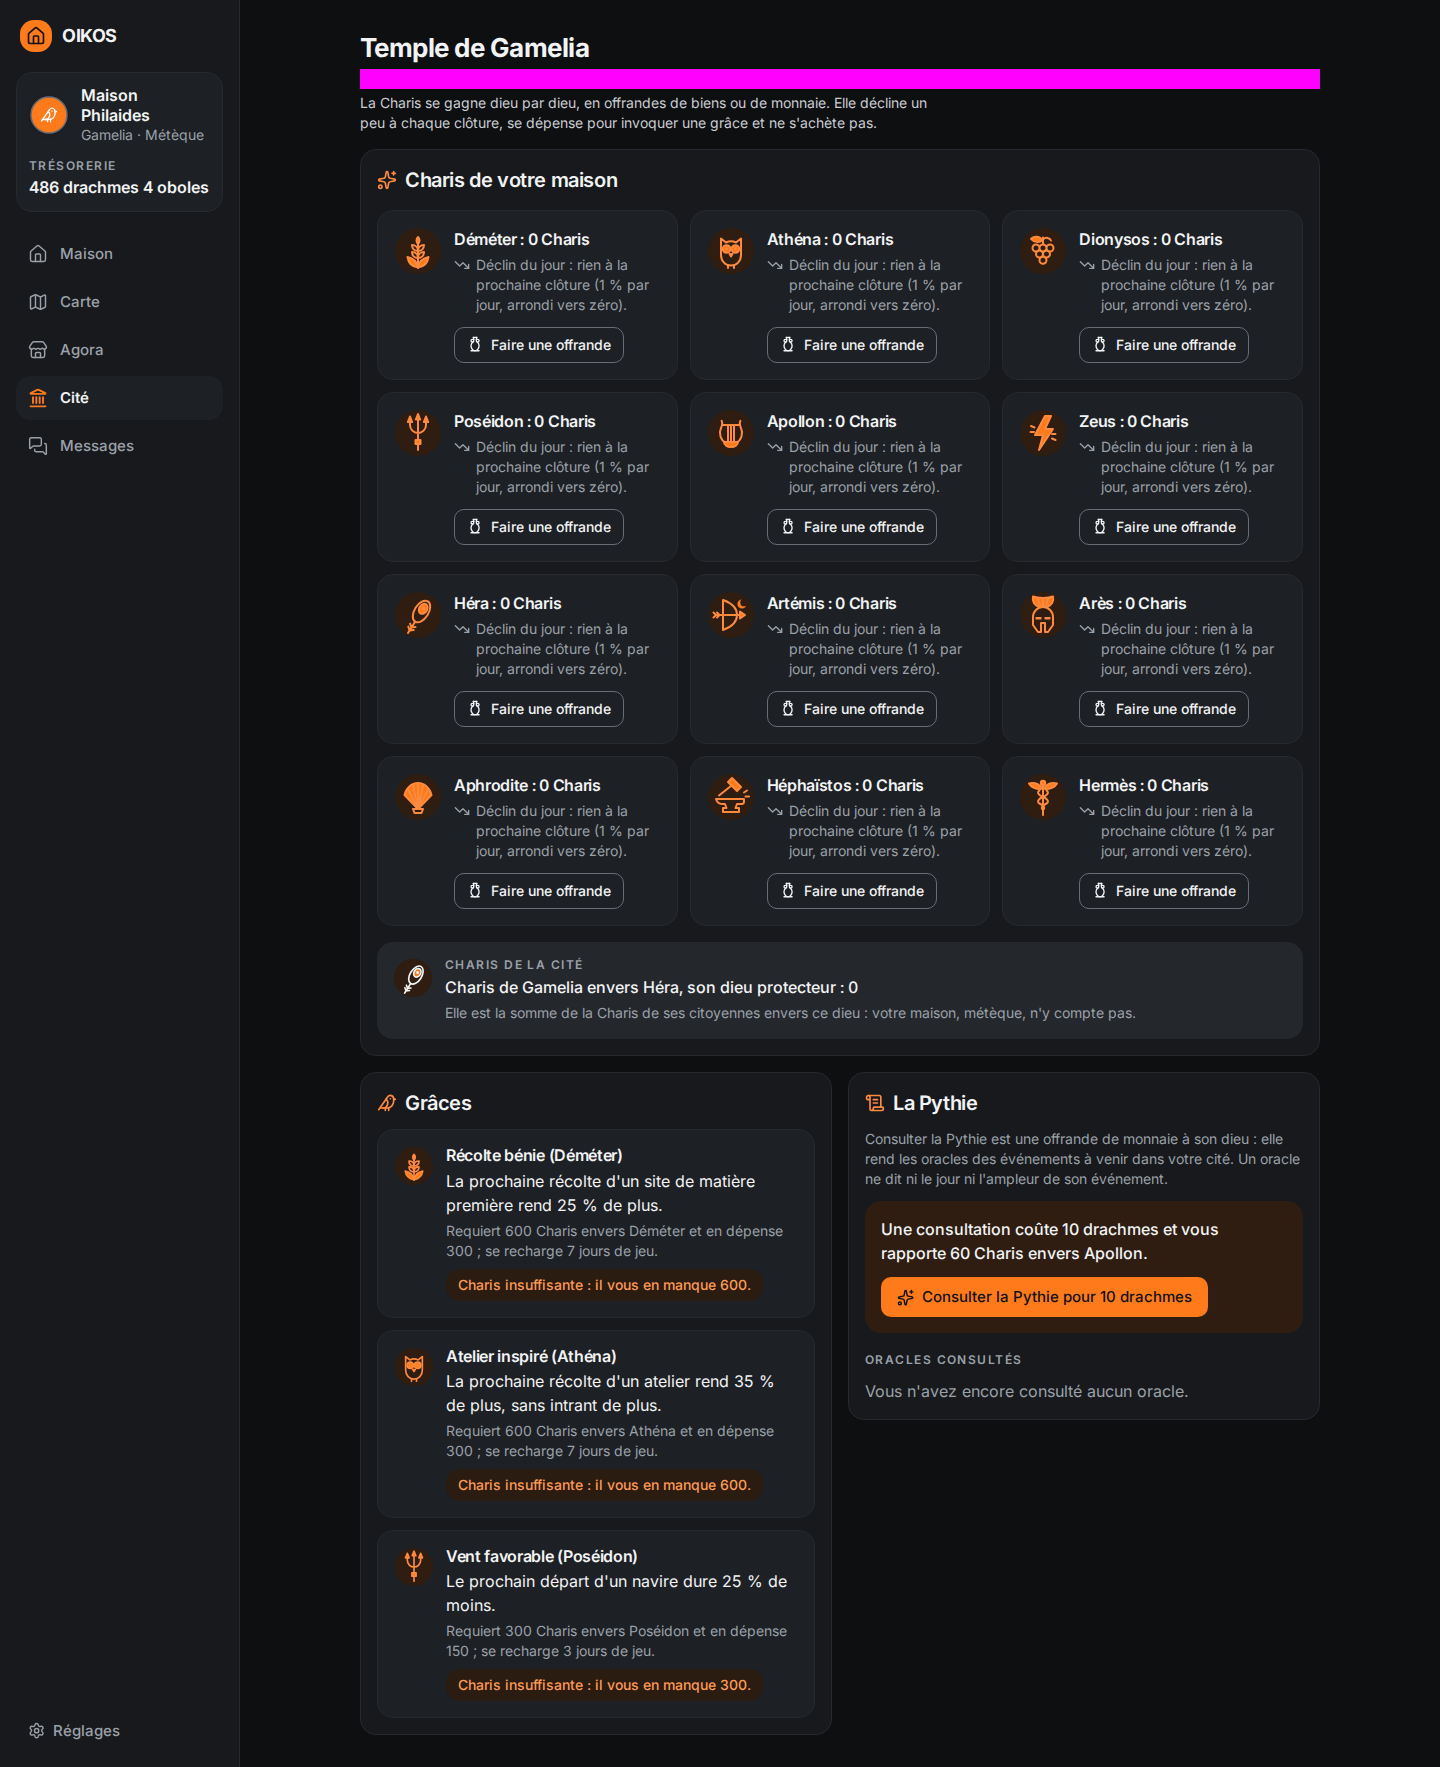 OIKOS
Maison
Philaides
Gamelia · Métèque
TRÉSORERIE
486 drachmes 4 oboles
Maison
Carte
Agora
Cité
Messages
Réglages
Temple de Gamelia
La Charis se gagne dieu par dieu, en offrandes de biens ou de monnaie. Elle décline un
peu à chaque clôture, se dépense pour invoquer une grâce et ne s'achète pas.
Charis de votre maison
Déméter : 0 Charis
Déclin du jour : rien à la
prochaine clôture (1 % par
jour, arrondi vers zéro).
Faire une offrande
Athéna : 0 Charis
Déclin du jour : rien à la
prochaine clôture (1 % par
jour, arrondi vers zéro).
Faire une offrande
Dionysos : 0 Charis
Déclin du jour : rien à la
prochaine clôture (1 % par
jour, arrondi vers zéro).
Faire une offrande
Poséidon : 0 Charis
Déclin du jour : rien à la
prochaine clôture (1 % par
jour, arrondi vers zéro).
Faire une offrande
Apollon : 0 Charis
Déclin du jour : rien à la
prochaine clôture (1 % par
jour, arrondi vers zéro).
Faire une offrande
Zeus : 0 Charis
Déclin du jour : rien à la
prochaine clôture (1 % par
jour, arrondi vers zéro).
Faire une offrande
Héra : 0 Charis
Déclin du jour : rien à la
prochaine clôture (1 % par
jour, arrondi vers zéro).
Faire une offrande
Artémis : 0 Charis
Déclin du jour : rien à la
prochaine clôture (1 % par
jour, arrondi vers zéro).
Faire une offrande
Arès : 0 Charis
Déclin du jour : rien à la
prochaine clôture (1 % par
jour, arrondi vers zéro).
Faire une offrande
Aphrodite : 0 Charis
Déclin du jour : rien à la
prochaine clôture (1 % par
jour, arrondi vers zéro).
Faire une offrande
Héphaïstos : 0 Charis
Déclin du jour : rien à la
prochaine clôture (1 % par
jour, arrondi vers zéro).
Faire une offrande
Hermès : 0 Charis
Déclin du jour : rien à la
prochaine clôture (1 % par
jour, arrondi vers zéro).
Faire une offrande
CHARIS DE LA CITÉ
Charis de Gamelia envers Héra, son dieu protecteur : 0
Elle est la somme de la Charis de ses citoyennes envers ce dieu : votre maison, métèque, n'y compte pas.
Grâces
Récolte bénie (Déméter)
La prochaine récolte d'un site de matière
première rend 25 % de plus.
Requiert 600 Charis envers Déméter et en dépense
300 ; se recharge 7 jours de jeu.
Charis insuffisante : il vous en manque 600.
Atelier inspiré (Athéna)
La prochaine récolte d'un atelier rend 35 %
de plus, sans intrant de plus.
Requiert 600 Charis envers Athéna et en dépense
300 ; se recharge 7 jours de jeu.
Charis insuffisante : il vous en manque 600.
Vent favorable (Poséidon)
Le prochain départ d'un navire dure 25 % de
moins.
Requiert 300 Charis envers Poséidon et en dépense
150 ; se recharge 3 jours de jeu.
Charis insuffisante : il vous en manque 300.
La Pythie
Consulter la Pythie est une offrande de monnaie à son dieu : elle
rend les oracles des événements à venir dans votre cité. Un oracle
ne dit ni le jour ni l'ampleur de son événement.
Une consultation coûte 10 drachmes et vous
rapporte 60 Charis envers Apollon.
Consulter la Pythie pour 10 drachmes
ORACLES CONSULTÉS
Vous n'avez encore consulté aucun oracle.